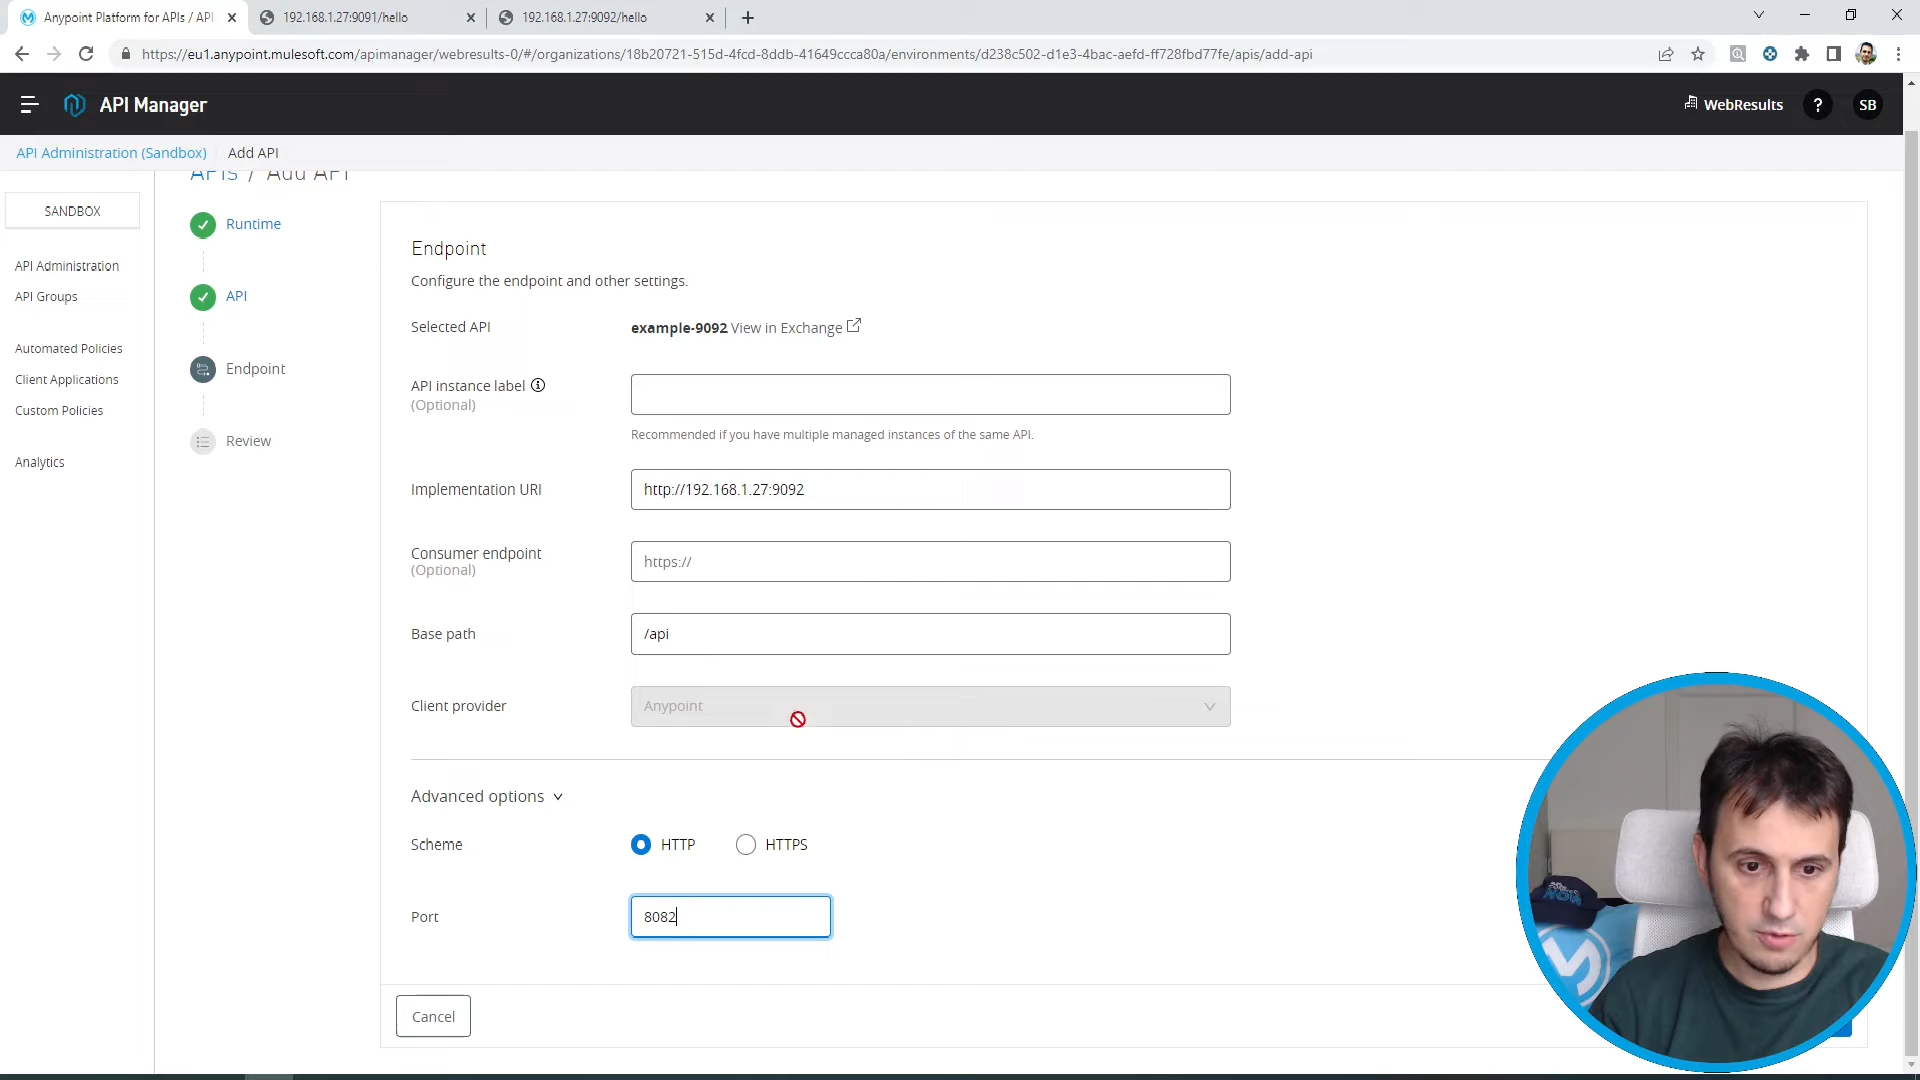 Anypoint Platform for APIs / API
192.168.1.27:9091/hello
192.168.1.27:9092/hello
https://eu1.anypoint.mulesoft.com/apimanager/webresults-0/#/organizations/18b20721-515d-4fcd-8ddb-41649ccca80a/environments/d238c502-d1e3-4bac-aefd-ff728fbd77fe/apis/add-api
API Manager
WebResults
?
SB
API Administration (Sandbox)
Add API
APIs / Add API
SANDBOX
API Administration
API Groups
Automated Policies
Client Applications
Custom Policies
Analytics
Runtime
API
Endpoint
Review
Endpoint
Configure the endpoint and other settings.
Selected API
example-9092 View in Exchange
API instance label
(Optional)
Recommended if you have multiple managed instances of the same API.
Implementation URI
http://192.168.1.27:9092
Consumer endpoint
(Optional)
https://
Base path
/api
Client provider
Anypoint
Advanced options
Scheme
HTTP
HTTPS
Port
8082
Cancel
NOW